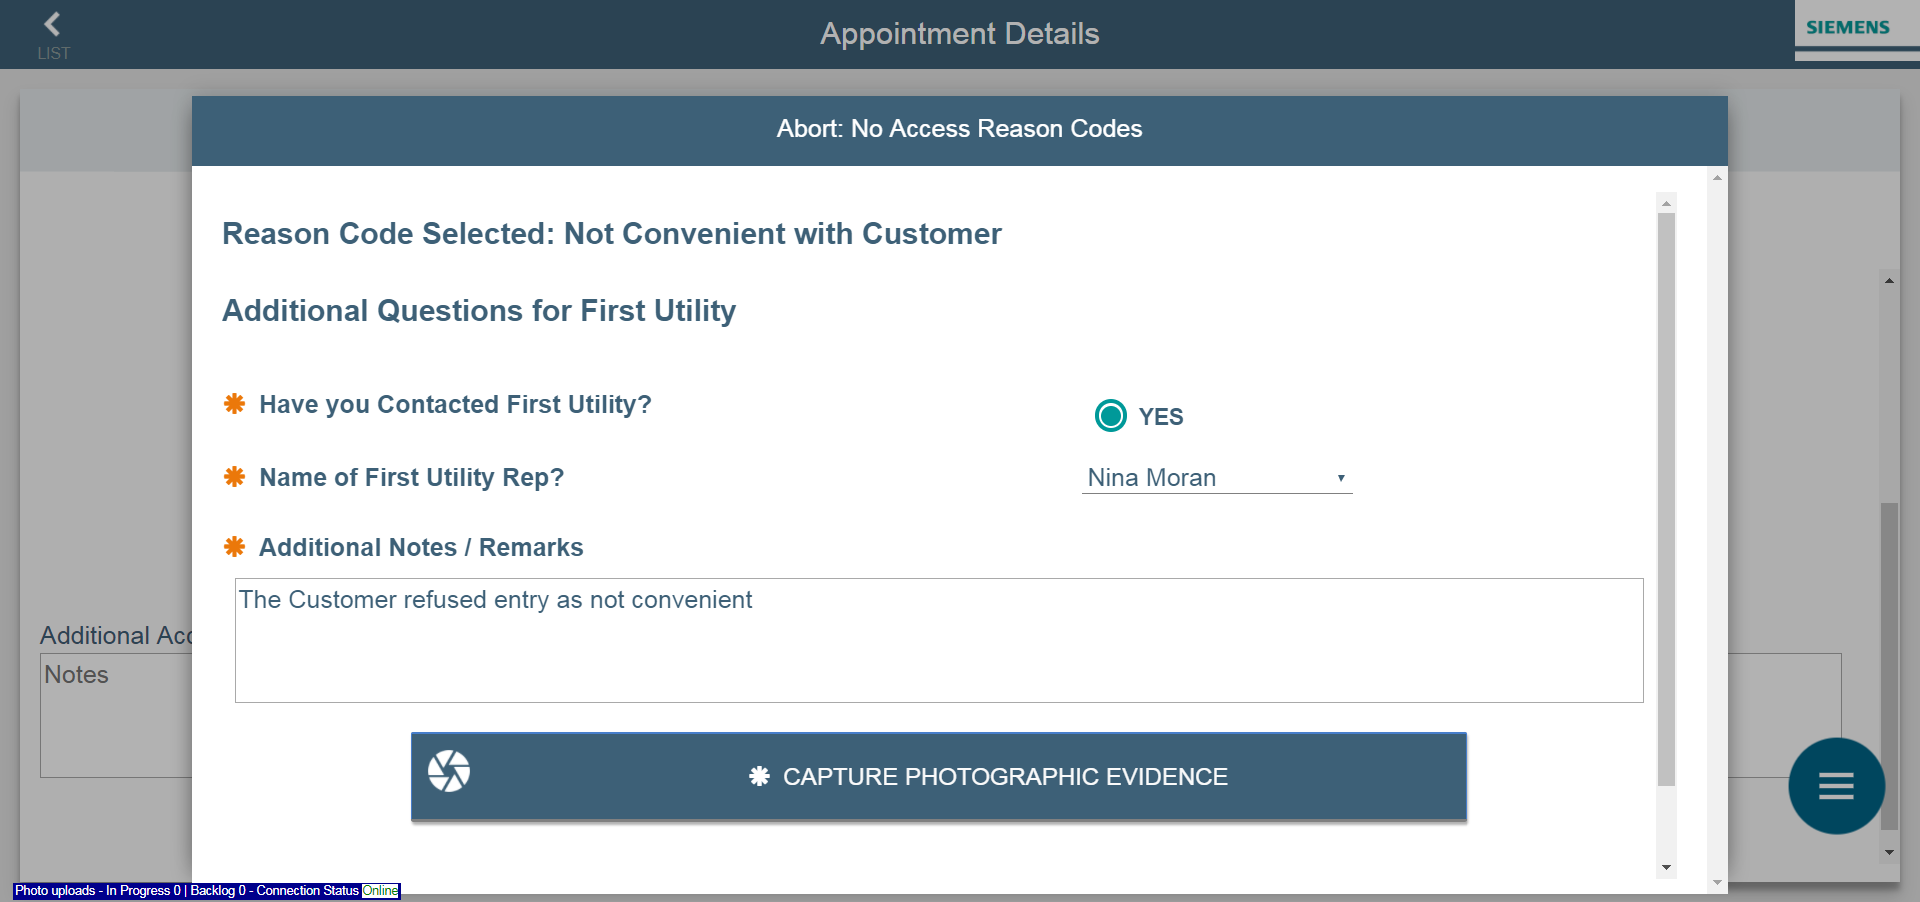 LIST
Appointment Details
SIEMENS
Abort: No Access Reason Codes
Reason Code Selected: Not Convenient with Customer
Additional Questions for First Utility
✱ Have you Contacted First Utility?
YES
✱ Name of First Utility Rep?
Nina Moran
✱ Additional Notes / Remarks
The Customer refused entry as not convenient
Additional Acc
Notes
✱ CAPTURE PHOTOGRAPHIC EVIDENCE
Photo uploads - In Progress 0 | Backlog 0 - Connection Status Online